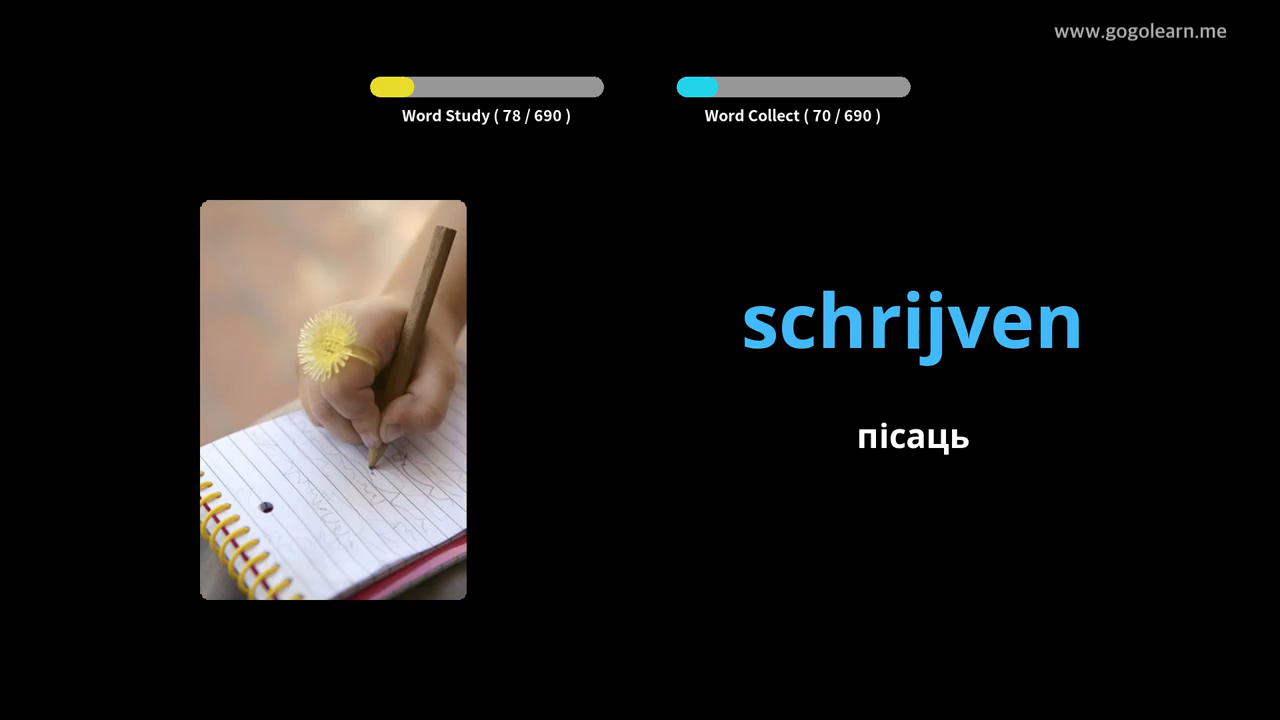 www.gogolearn.me
Word Study ( 78 / 690 )
Word Collect ( 70 / 690 )
schrijven
пісаць